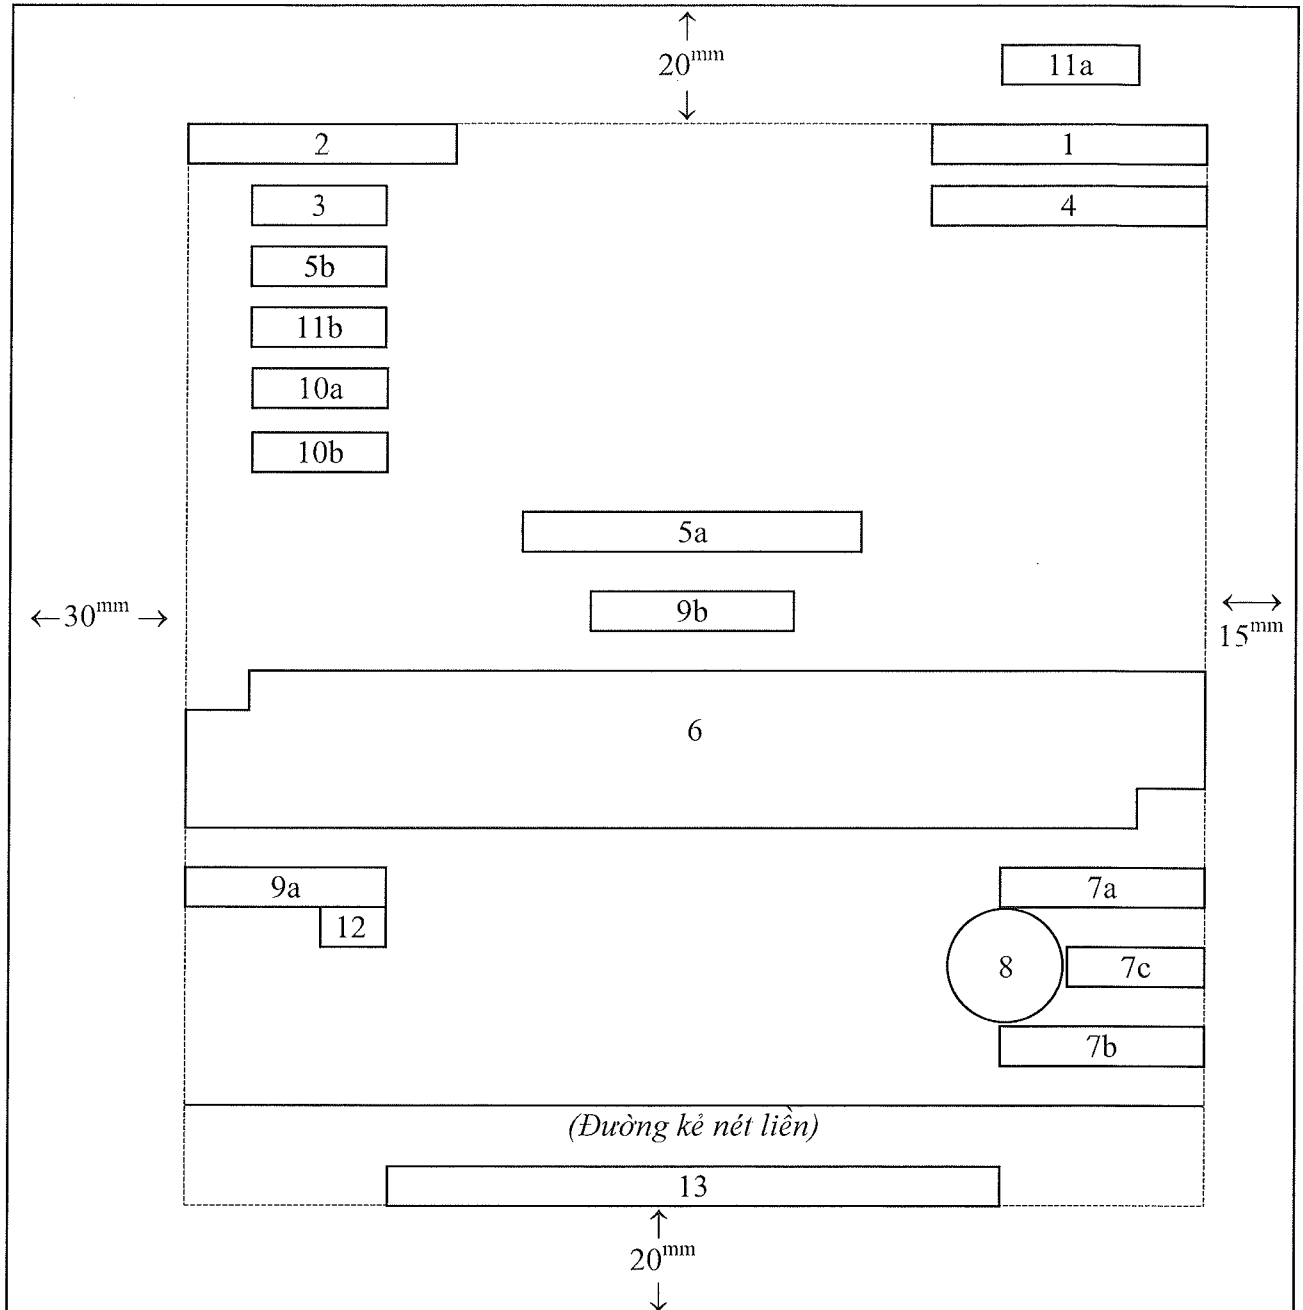 20mm
11a
2
1
3
4
5b
11b
10a
10b
5a
9b
←30mm →
15mm
6
9a
7a
12
8
7c
7b
(Đường kẻ nét liền)
13
20mm